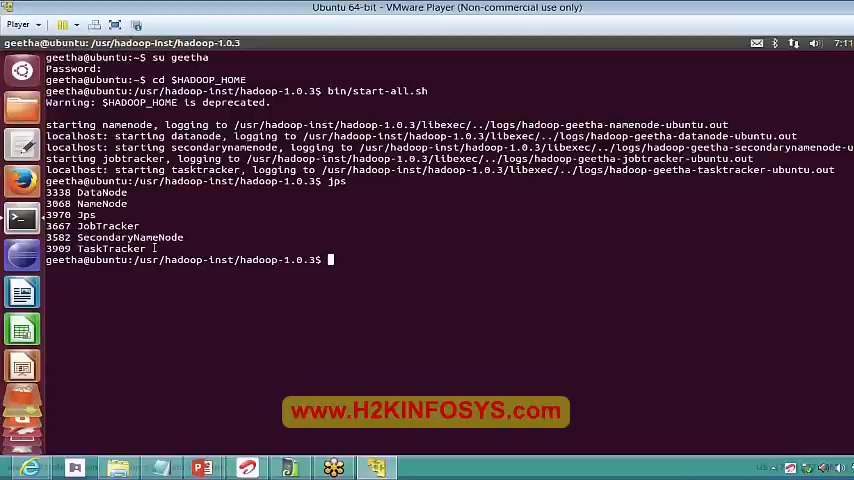 Ubuntu 64-bit - VMware Player (Non-commercial use only)
Player
geetha@ubuntu: /usr/hadoop-inst/hadoop-1.0.3
7:11
geetha@ubuntu:~$ su geetha
Password:
geetha@ubuntu:~$ cd $HADOOP_HOME
geetha@ubuntu:/usr/hadoop-inst/hadoop-1.0.3$ bin/start-all.sh
Warning: $HADOOP_HOME is deprecated.
starting namenode, logging to /usr/hadoop-inst/hadoop-1.0.3/libexec/../logs/hadoop-geetha-namenode-ubuntu.out
localhost: starting datanode, logging to /usr/hadoop-inst/hadoop-1.0.3/libexec/../logs/hadoop-geetha-datanode-ubuntu.out
localhost: starting secondarynamenode, logging to /usr/hadoop-inst/hadoop-1.0.3/libexec/../logs/hadoop-geetha-secondarynamenode-u
starting jobtracker, logging to /usr/hadoop-inst/hadoop-1.0.3/libexec/../logs/hadoop-geetha-jobtracker-ubuntu.out
localhost: starting tasktracker, logging to /usr/hadoop-inst/hadoop-1.0.3/libexec/../logs/hadoop-geetha-tasktracker-ubuntu.out
geetha@ubuntu:/usr/hadoop-inst/hadoop-1.0.3$ jps
3338 DataNode
3068 NameNode
3970 Jps
3667 JobTracker
3582 SecondaryNameNode
3909 TaskTracker
geetha@ubuntu:/usr/hadoop-inst/hadoop-1.0.3$
www.H2KINFOSYS.com